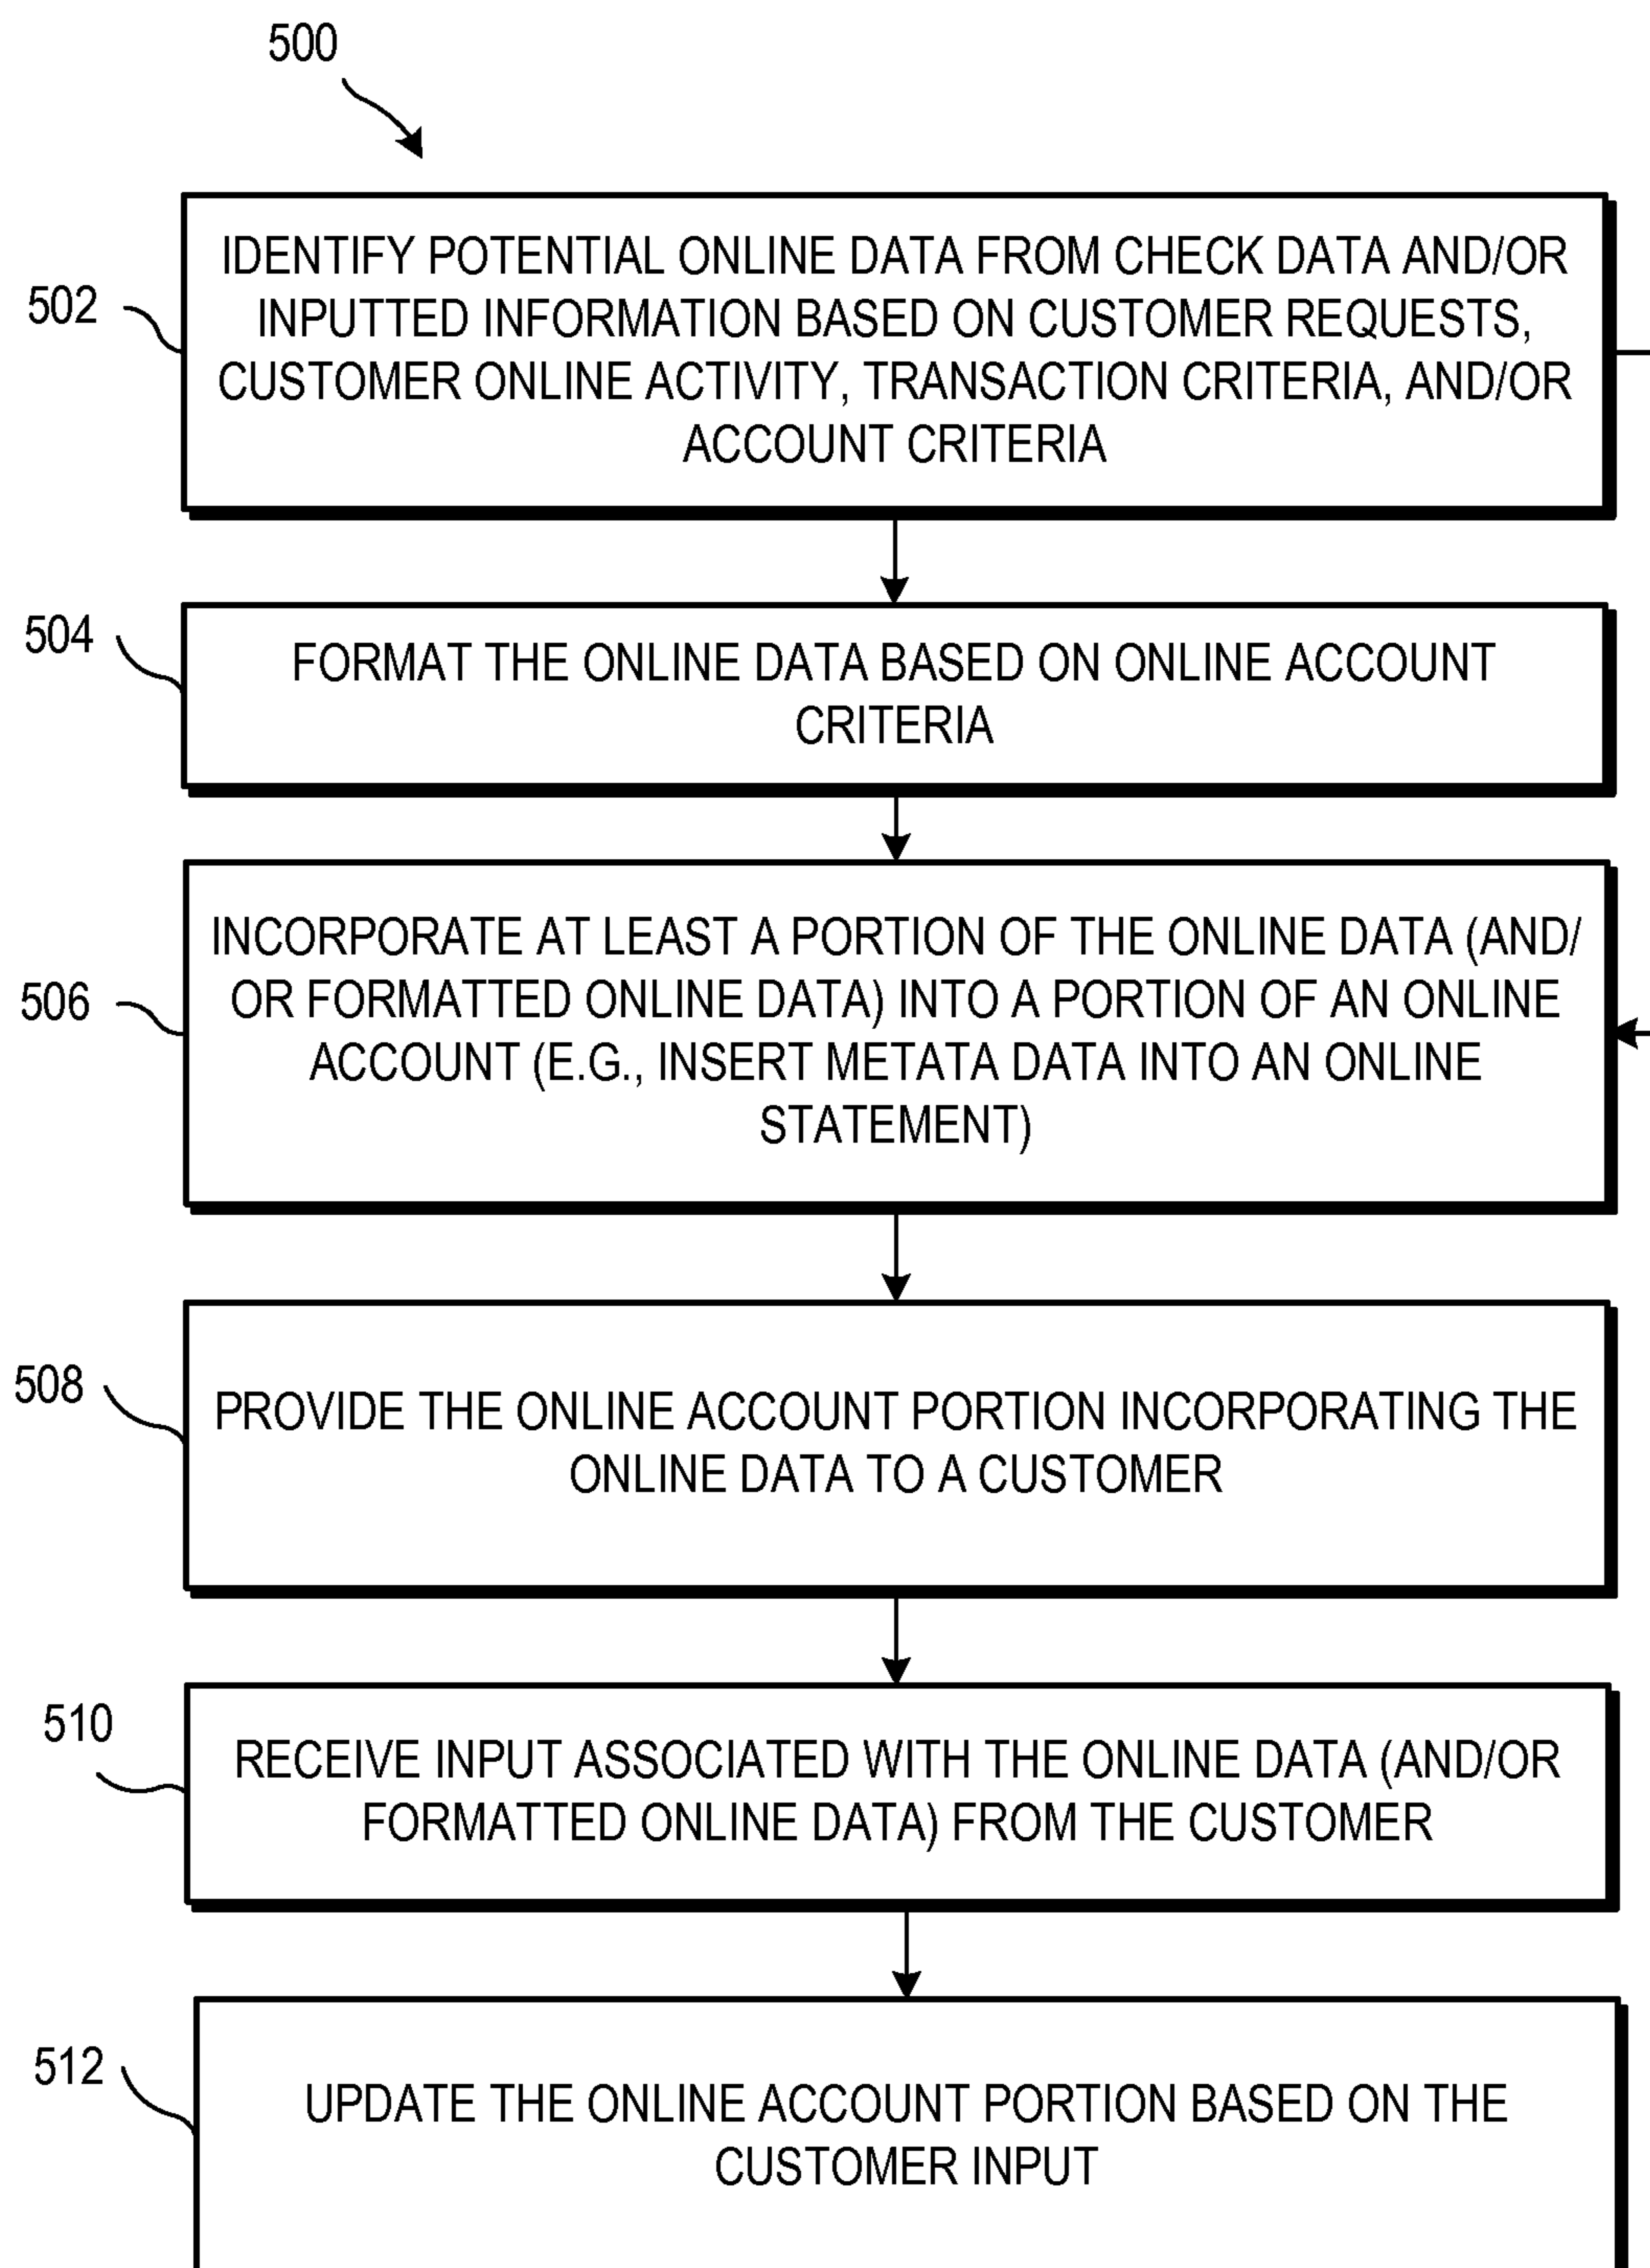 500
502
IDENTIFY POTENTIAL ONLINE DATA FROM CHECK DATA AND/OR
INPUTTED INFORMATION BASED ON CUSTOMER REQUESTS,
CUSTOMER ONLINE ACTIVITY, TRANSACTION CRITERIA, AND/OR
ACCOUNT CRITERIA
504
FORMAT THE ONLINE DATA BASED ON ONLINE ACCOUNT
CRITERIA
506
INCORPORATE AT LEAST A PORTION OF THE ONLINE DATA (AND/
OR FORMATTED ONLINE DATA) INTO A PORTION OF AN ONLINE
ACCOUNT (E.G., INSERT METATA DATA INTO AN ONLINE
STATEMENT)
508
PROVIDE THE ONLINE ACCOUNT PORTION INCORPORATING THE
ONLINE DATA TO A CUSTOMER
510
RECEIVE INPUT ASSOCIATED WITH THE ONLINE DATA (AND/OR
FORMATTED ONLINE DATA) FROM THE CUSTOMER
512
UPDATE THE ONLINE ACCOUNT PORTION BASED ON THE
CUSTOMER INPUT